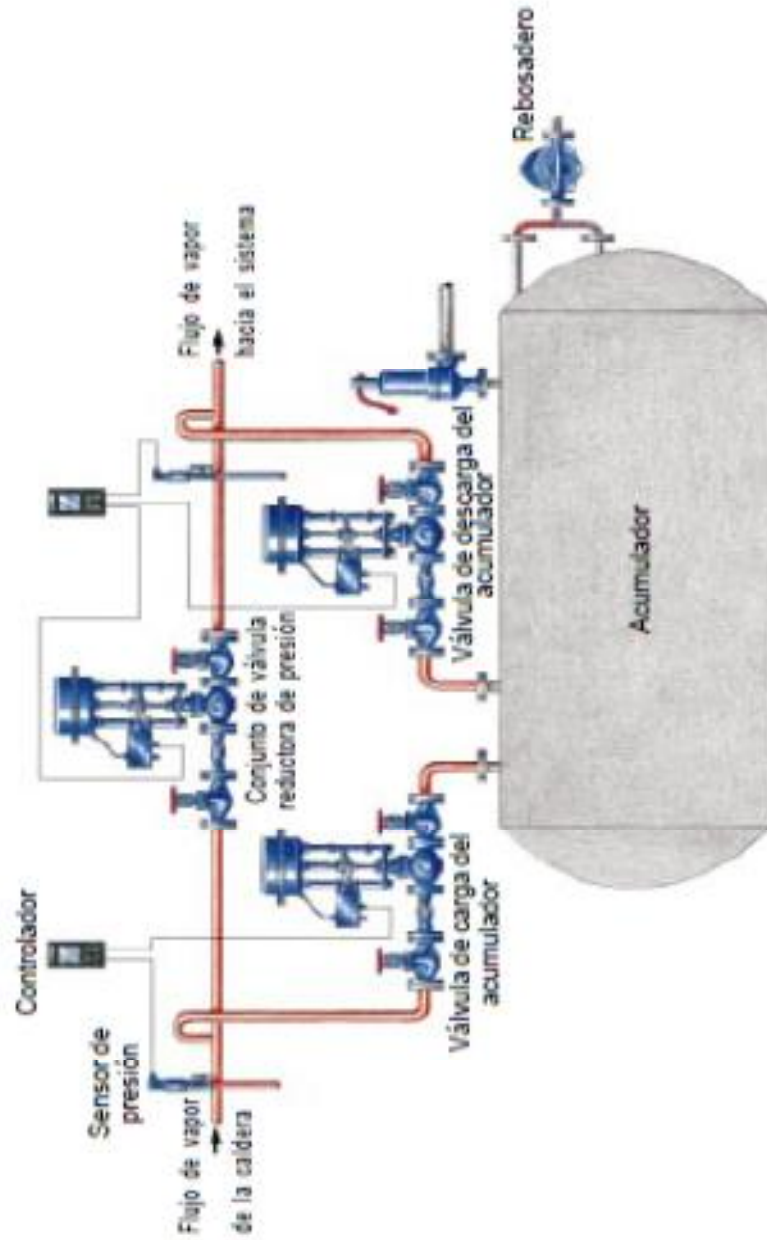 Controlador
Sensor de
presión
Flujo de vapor
de la caldera
Conjunto de válvula
reductora de presión
Flujo de vapor
hacia el sistema
Válvula de carga del
acumulador
Válvula de descarga del
acumulador
Rebosadero
Acumulador